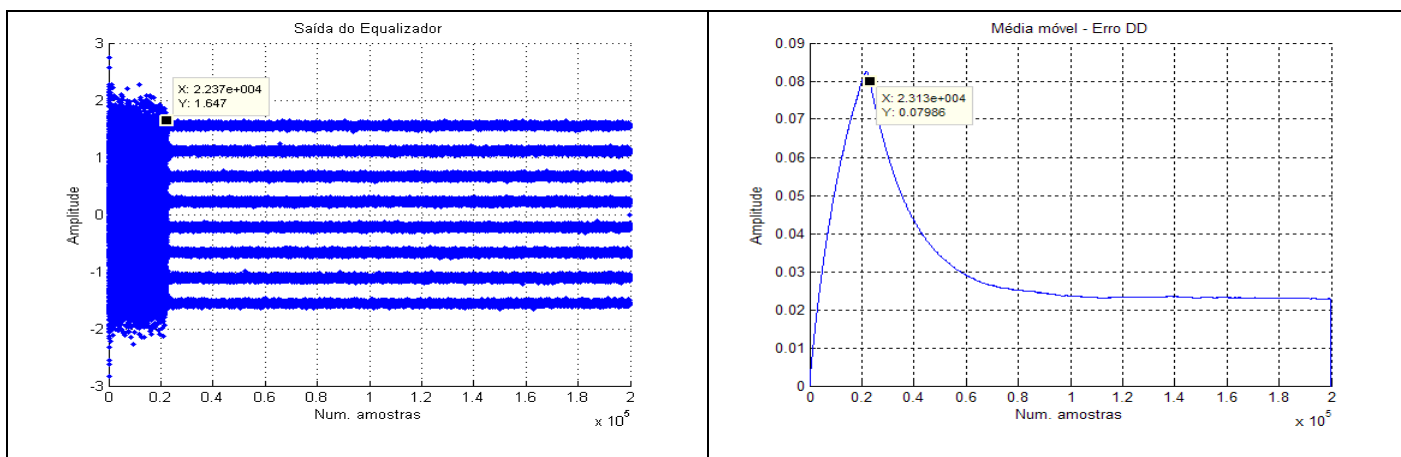 Saída do Equalizador
3
2
1
0
-1
-2
-3
Amplitude
X: 2.237e+004
Y: 1.647
0 0.2 0.4 0.6 0.8 1 1.2 1.4 1.6 1.8 2
Num. amostras
x 10^5
Média móvel - Erro DD
0.09
0.08
0.07
0.06
0.05
0.04
0.03
0.02
0.01
0
Amplitude
X: 2.313e+004
Y: 0.07986
0 0.2 0.4 0.6 0.8 1 1.2 1.4 1.6 1.8 2
Num. amostras
x 10^5